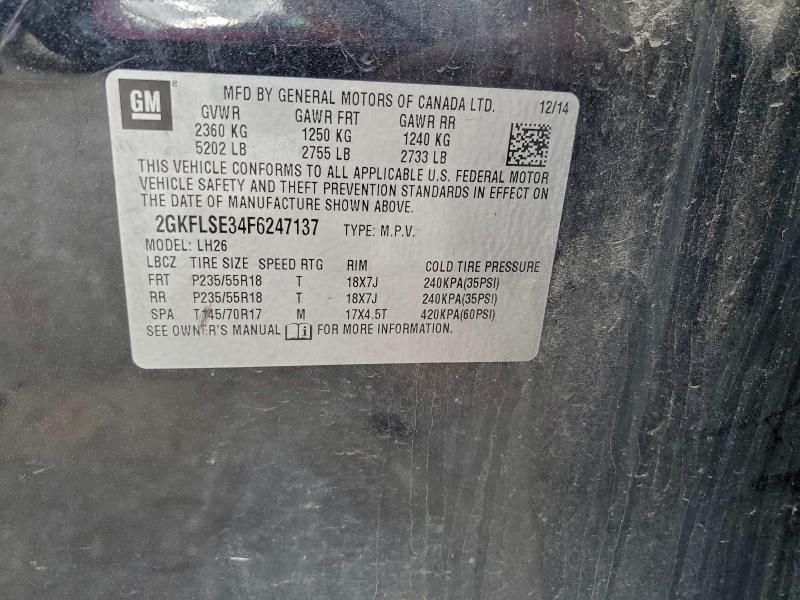 GM ®
MFD BY GENERAL MOTORS OF CANADA LTD. 12/14
GVWR GAWR FRT GAWR RR
2360 KG 1250 KG 1240 KG
5202 LB 2755 LB 2733 LB
THIS VEHICLE CONFORMS TO ALL APPLICABLE U.S. FEDERAL MOTOR
VEHICLE SAFETY AND THEFT PREVENTION STANDARDS IN EFFECT ON
THE DATE OF MANUFACTURE SHOWN ABOVE.
2GKFLSE34F6247137 TYPE: M.P.V.
MODEL: LH26
LBCZ TIRE SIZE SPEED RTG RIM COLD TIRE PRESSURE
FRT P235/55R18 T 18X7J 240KPA(35PSI)
RR P235/55R18 T 18X7J 240KPA(35PSI)
SPA T145/70R17 M 17X4.5T 420KPA(60PSI)
SEE OWNER'S MANUAL i FOR MORE INFORMATION.